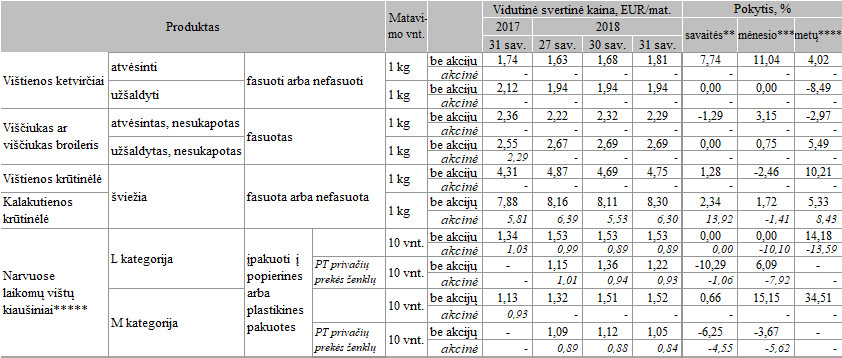 Produktas Matavi-mo vnt. Vidutinė svertinė kaina, EUR/mat. Pokytis, %
2017 2018 savaitės** mėnesio*** metų****
31 sav. 27 sav. 30 sav. 31 sav.
Vištienos ketvirčiai atvėsinti fasuoti arba nefasuoti 1 kg be akcijų 1,74 1,63 1,68 1,81 7,74 11,04 4,02
akcinė - - - - - - -
užšaldyti 1 kg be akcijų 2,12 1,94 1,94 1,94 0,00 0,00 -8,49
akcinė - - - - - - -
Viščiukas ar viščiukas broileris atvėsintas, nesukapotas fasuotas 1 kg be akcijų 2,36 2,22 2,32 2,29 -1,29 3,15 -2,97
akcinė - - - - - - -
užšaldytas, nesukapotas 1 kg be akcijų 2,55 2,67 2,69 2,69 0,00 0,75 5,49
akcinė 2,29 - - - - - -
Vištienos krūtinėlė šviežia fasuota arba nefasuota 1 kg be akcijų 4,31 4,87 4,69 4,75 1,28 -2,46 10,21
akcinė - - - - - - -
Kalakutienos krūtinėlė 1 kg be akcijų 7,88 8,16 8,11 8,30 2,34 1,72 5,33
akcinė 5,81 6,39 5,53 6,30 13,92 -1,41 8,43
Narvuose laikomų vištų kiaušiniai***** L kategorija įpakuoti į popierines arba plastikines pakuotes 10 vnt. be akcijų 1,34 1,53 1,53 1,53 0,00 0,00 14,18
akcinė 1,03 0,99 0,89 0,89 0,00 -10,10 -13,59
PT privačių prekės ženklų 10 vnt. be akcijų - 1,15 1,36 1,22 -10,29 6,09 -
akcinė - 1,01 0,94 0,93 -1,06 -7,92 -
M kategorija 10 vnt. be akcijų 1,13 1,32 1,51 1,52 0,66 15,15 34,51
akcinė 0,93 - - - - - -
PT privačių prekės ženklų 10 vnt. be akcijų - 1,09 1,12 1,05 -6,25 -3,67 -
akcinė - 0,89 0,88 0,84 -4,55 -5,62 -